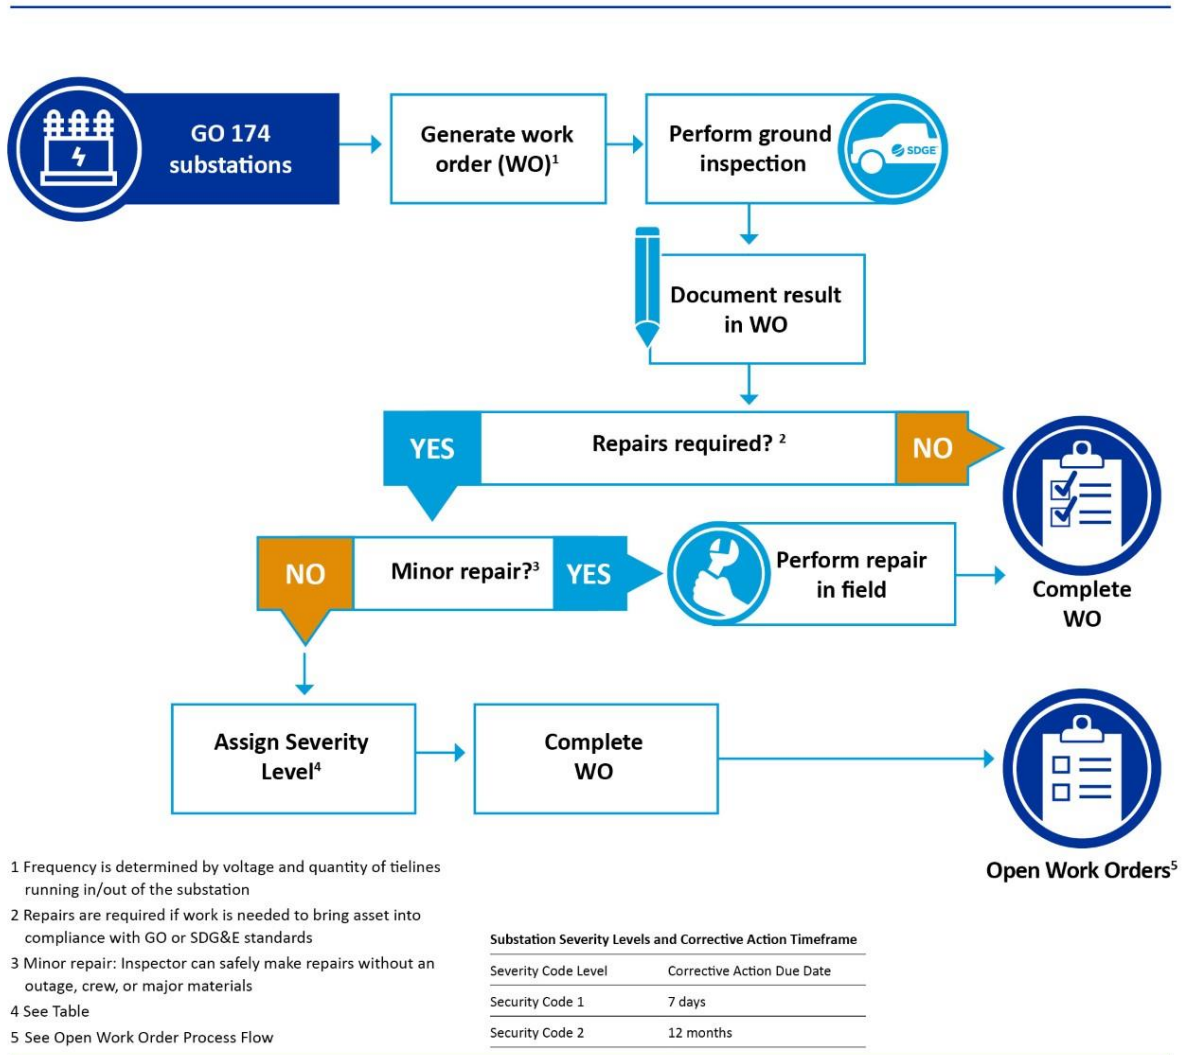 GO 174
substations
Generate work
order (WO)1
Perform ground
inspection
SDGE
Document result
in WO
YES
Repairs required? 2
NO
Complete
WO
NO
Minor repair?3
YES
Perform repair
in field
Assign Severity
Level4
Complete
WO
Open Work Orders5
1 Frequency is determined by voltage and quantity of tielines
running in/out of the substation
2 Repairs are required if work is needed to bring asset into
compliance with GO or SDG&E standards
3 Minor repair: Inspector can safely make repairs without an
outage, crew, or major materials
4 See Table
5 See Open Work Order Process Flow
Substation Severity Levels and Corrective Action Timeframe
Severity Code Level Corrective Action Due Date
Security Code 1 7 days
Security Code 2 12 months